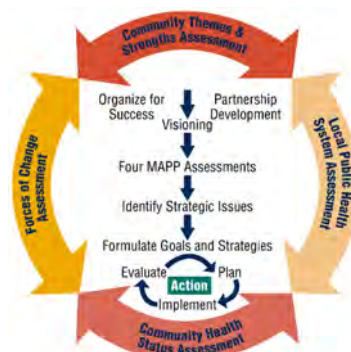 Community Themes &
Strengths Assessment
Organize for
Success
Partnership
Development
Visioning
Four MAPP Assessments
Identify Strategic Issues
Formulate Goals and Strategies
Evaluate
Plan
Action
Implement
Forces of Change
Assessment
Local Public Health
System Assessment
Community Health
Status Assessment